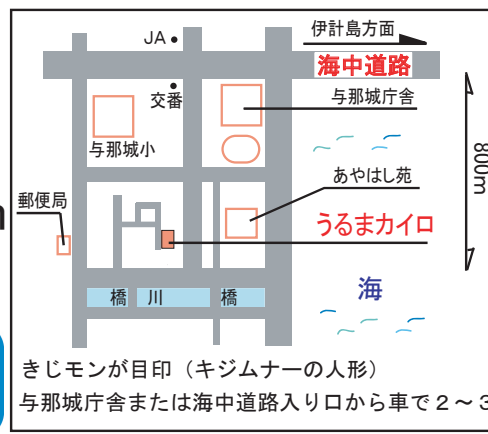 JA
伊計島方面
海中道路
交番
与那城庁舎
与那城小
あやはし苑
800m
郵便局
うるまカイロ
橋 川 橋
海
きじモンが目印（キジムナーの人形）
与那城庁舎または海中道路入り口から車で２～３